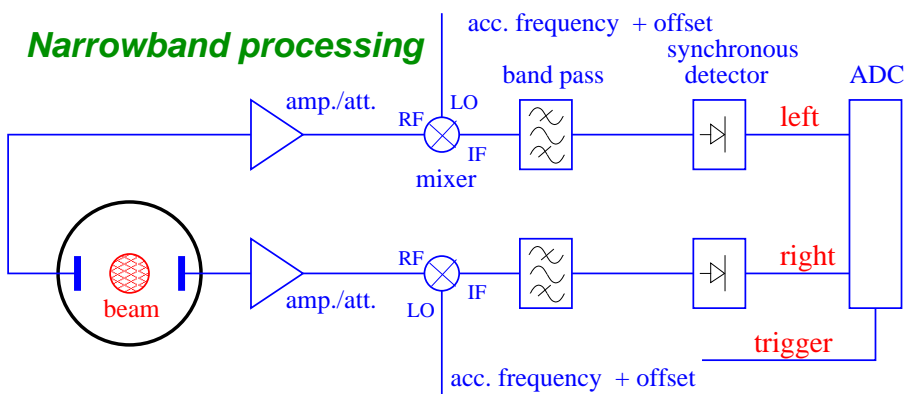 Narrowband processing
acc. frequency + offset
synchronous
detector
band pass
ADC
amp./att.
LO
RF
IF
mixer
left
beam
amp./att.
RF
LO
IF
right
trigger
acc. frequency + offset